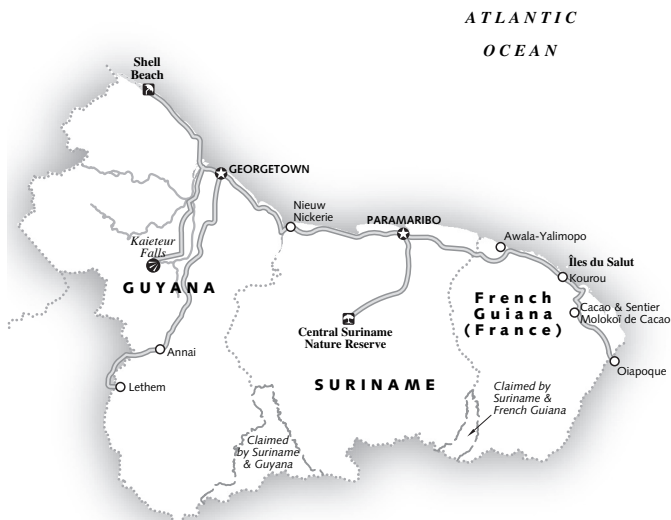 ATLANTIC
OCEAN
Shell
Beach
GEORGETOWN
Nieuw
Nickerie
PARAMARIBO
Awala-Yalimopo
Kaieteur
Falls
GUYANA
Îles du Salut
Kourou
French
Guiana
(France)
Cacao & Sentier
Molokoï de Cacao
Central Suriname
Nature Reserve
Annai
Oiapoque
Lethem
SURINAME
Claimed by
Suriname &
French Guiana
Claimed
by Suriname
& Guyana